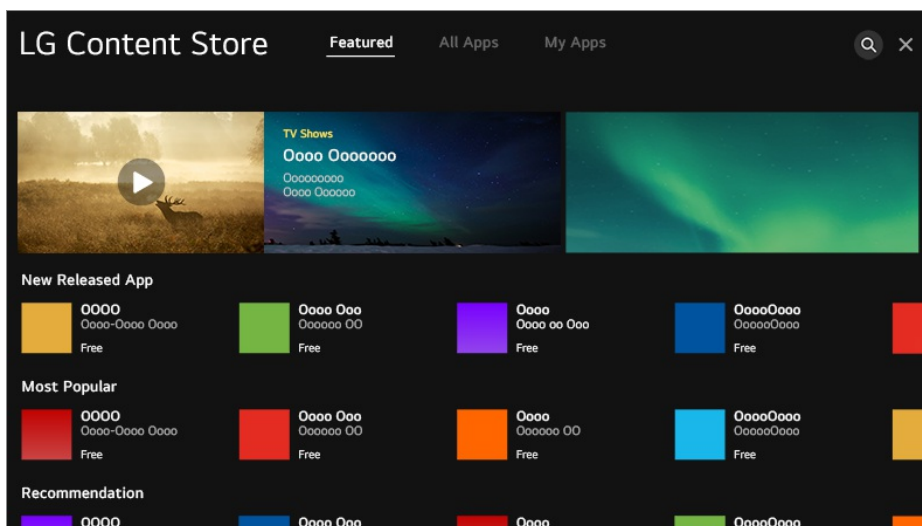 LG Content Store
Featured
All Apps
My Apps
TV Shows
Oooo Ooooooo
Ooooooooo
Oooo Oooooo
New Released App
OOOO
Oooo-Oooo Oooo
Free
Oooo Ooo
Oooooo OO
Free
Oooo
Oooo oo Ooo
Free
OoooOooo
OooooOooo
Free
Most Popular
OOOO
Oooo-Oooo Oooo
Free
Oooo Ooo
Oooooo OO
Free
Oooo
Oooooo OO
Free
OoooOooo
OooooOooo
Free
Recommendation
OOOO
Oooo Ooo
Oooo
OoooOooo